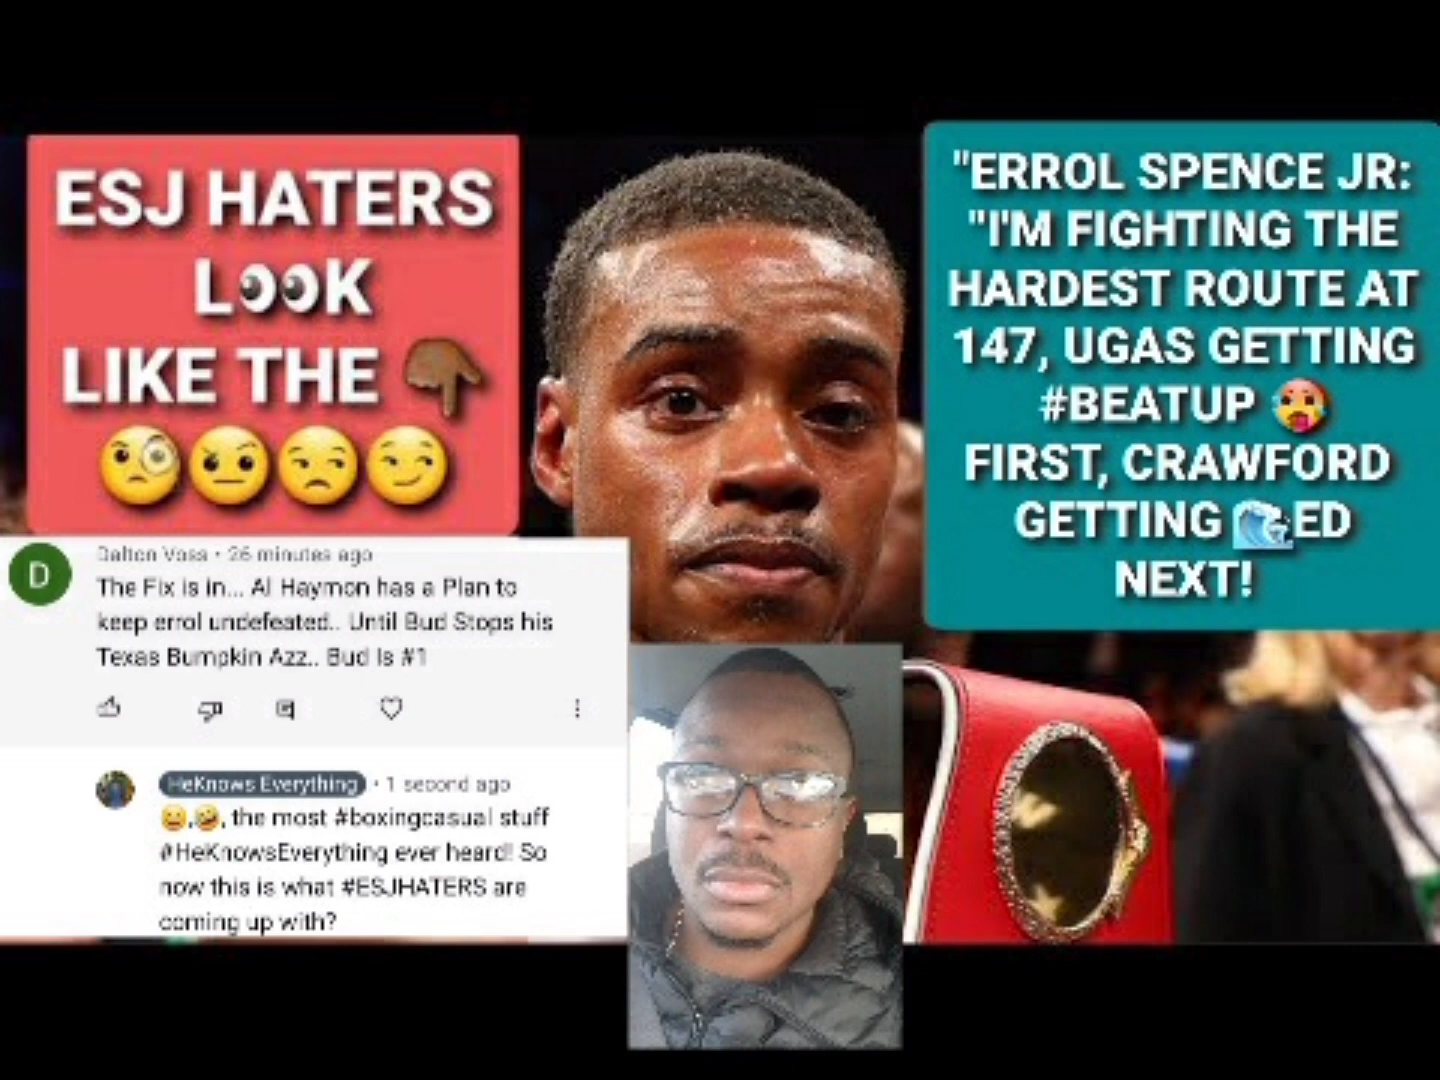 ESJ HATERS
L👀K
LIKE THE 👇🏾
🧐🤨😒😏
"ERROL SPENCE JR:
"I'M FIGHTING THE
HARDEST ROUTE AT
147, UGAS GETTING
#BEATUP 🥵
FIRST, CRAWFORD
GETTING 🌊ED
NEXT!
D
Dalton Voss • 26 minutes ago
The Fix is in... Al Haymon has a Plan to
keep errol undefeated.. Until Bud Stops his
Texas Bumpkin Azz.. Bud Is #1
HeKnows Everything • 1 second ago
😀,🤣, the most #boxingcasual stuff
#HeKnowsEverything ever heard! So
now this is what #ESJHATERS are
coming up with?